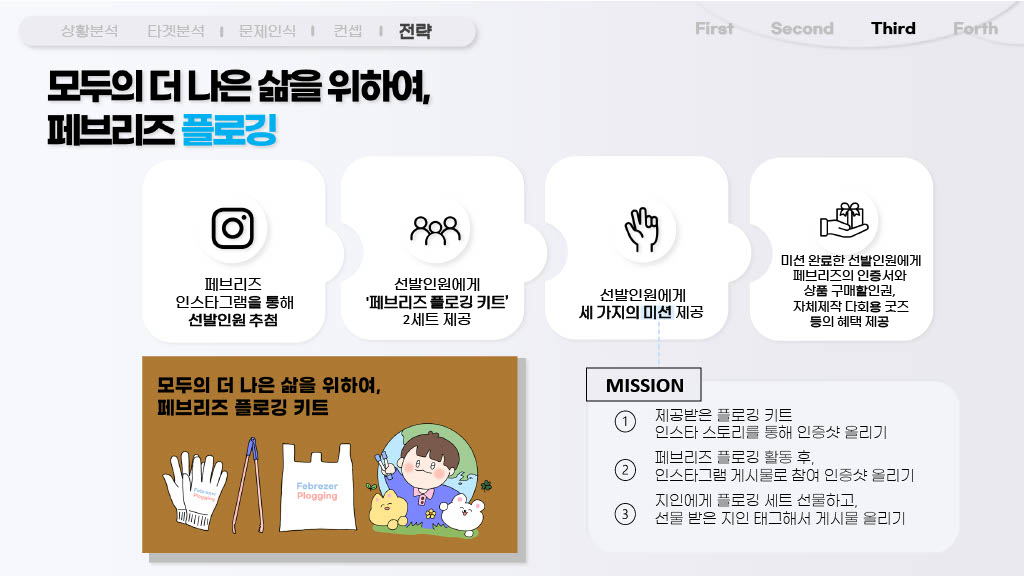 상황분석 타겟분석 문제인식 컨셉 전략
First Second Third Forth
모두의 더 나은 삶을 위하여,
페브리즈 플로깅
페브리즈
인스타그램을 통해
선발인원 추첨
선발인원에게
'페브리즈 플로깅 키트'
2세트 제공
선발인원에게
세 가지의 미션 제공
미션 완료한 선발인원에게
페브리즈의 인증서와
상품 구매할인권,
자체제작 다회용 굿즈
등의 혜택 제공
모두의 더 나은 삶을 위하여,
페브리즈 플로깅 키트
Febrezer
Plogging
Febrezer
Plogging
MISSION
1 제공받은 플로깅 키트
인스타 스토리를 통해 인증샷 올리기
2 페브리즈 플로깅 활동 후,
인스타그램 게시물로 참여 인증샷 올리기
3 지인에게 플로깅 세트 선물하고,
선물 받은 지인 태그해서 게시물 올리기